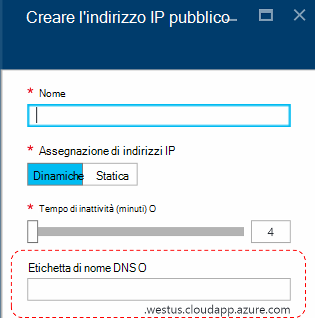 Creare l'indirizzo IP pubblico
* Nome
* Assegnazione di indirizzi IP
Dinamiche Statica
* Tempo di inattività (minuti) O
4
Etichetta di nome DNS O
.westus.cloudapp.azure.com